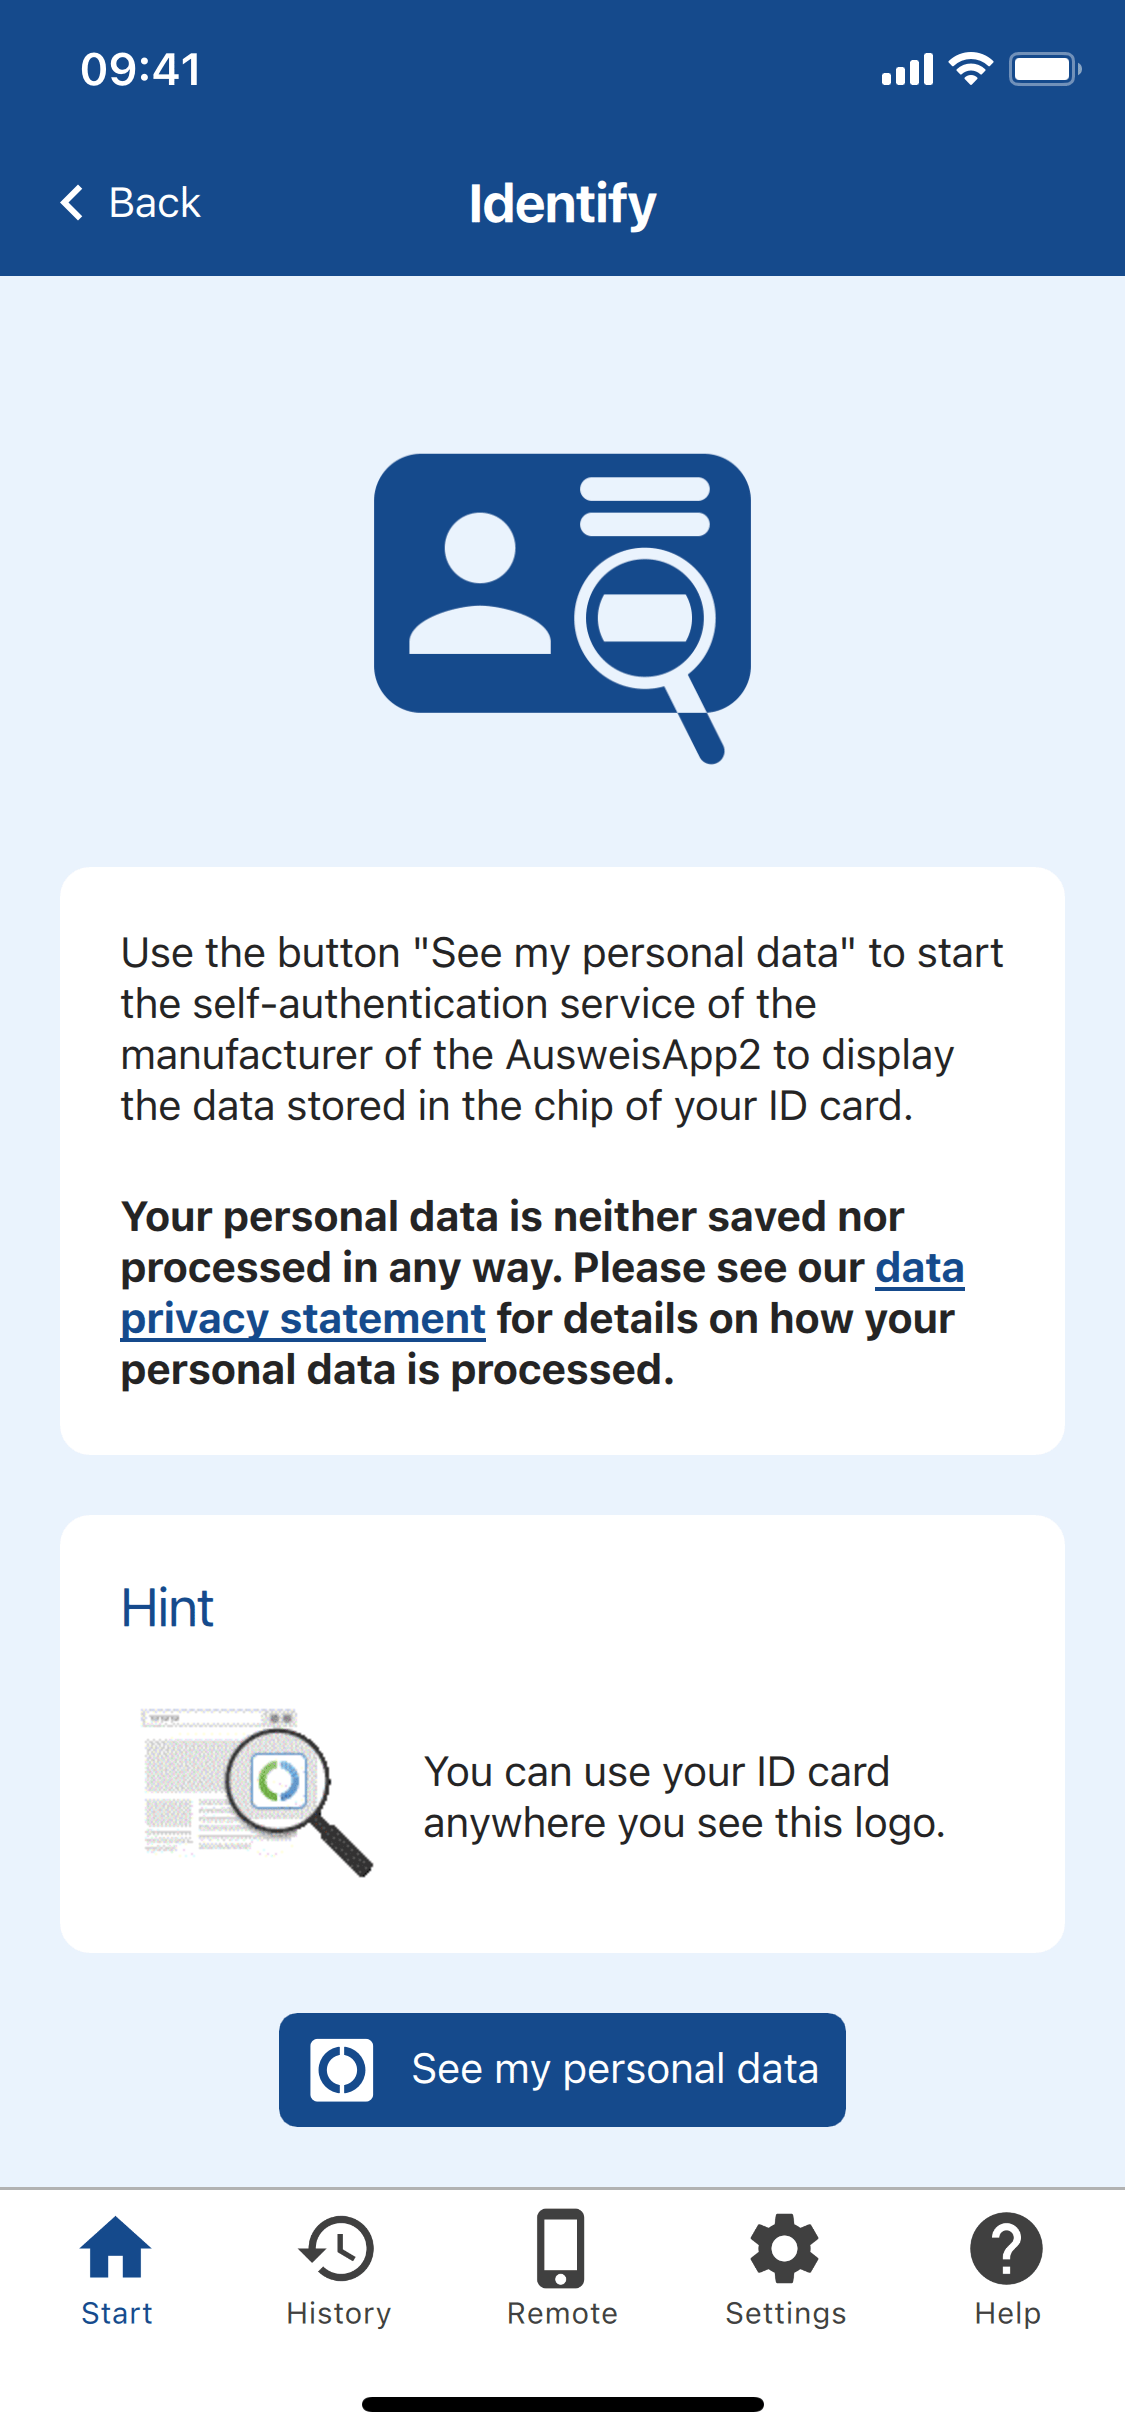 09:41
Back
Identify
Use the button "See my personal data" to start
the self-authentication service of the
manufacturer of the AusweisApp2 to display
the data stored in the chip of your ID card.
Your personal data is neither saved nor
processed in any way. Please see our data
privacy statement for details on how your
personal data is processed.
Hint
You can use your ID card
anywhere you see this logo.
See my personal data
Start
History
Remote
Settings
Help